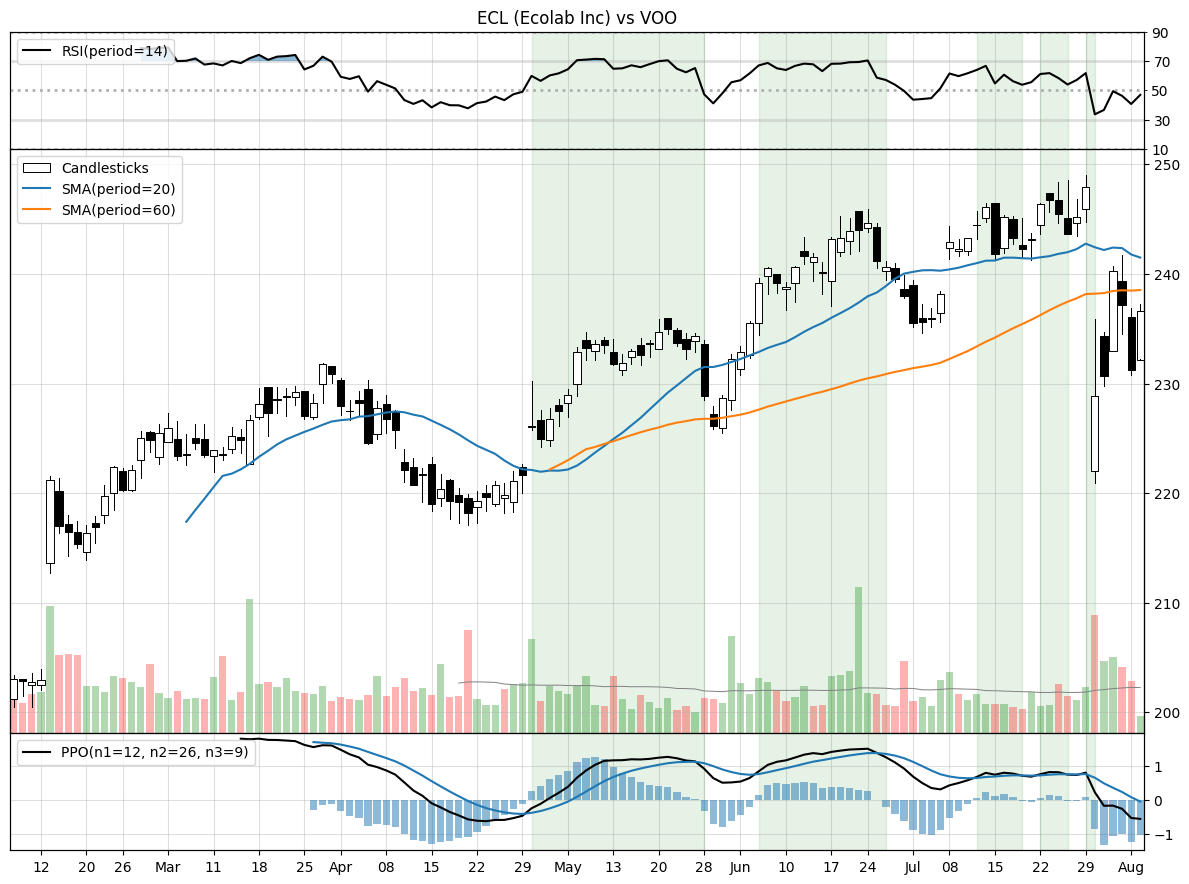 ECL (Ecolab Inc) vs VOO
RSI(period=14)
90
70
50
30
10
Candlesticks
SMA(period=20)
SMA(period=60)
250
240
230
220
210
200
PPO(n1=12, n2=26, n3=9)
1
0
−1
12 20 26 Mar 11 18 25 Apr 08 15 22 29 May 13 20 28 Jun 10 17 24 Jul 08 15 22 29 Aug